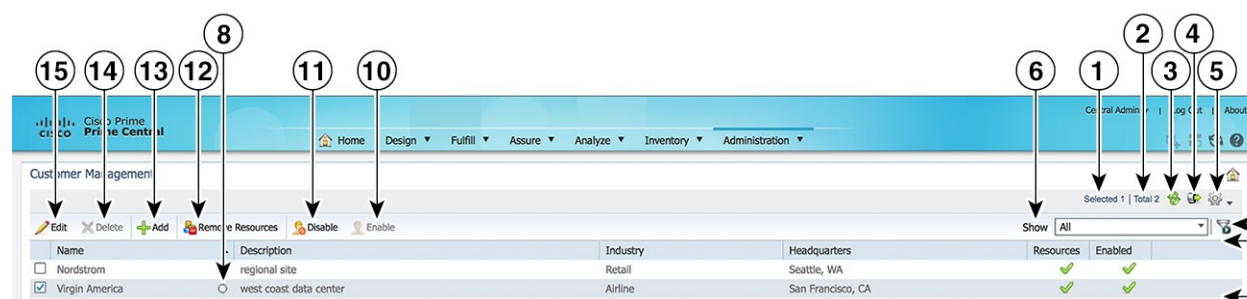 8
2
4
15
14
13
12
11
10
6
1
3
5
Cisco Prime
CISCO Prime Central
Central Admin
Log Out | About
Home Design Fulfill Assure Analyze Inventory Administration
Customer Management
Selected 1 | Total 2
Edit Delete Add Remove Resources Disable Enable Show All
Name Description Industry Headquarters Resources Enabled
Nordstrom regional site Retail Seattle, WA
Virgin America west coast data center Airline San Francisco, CA